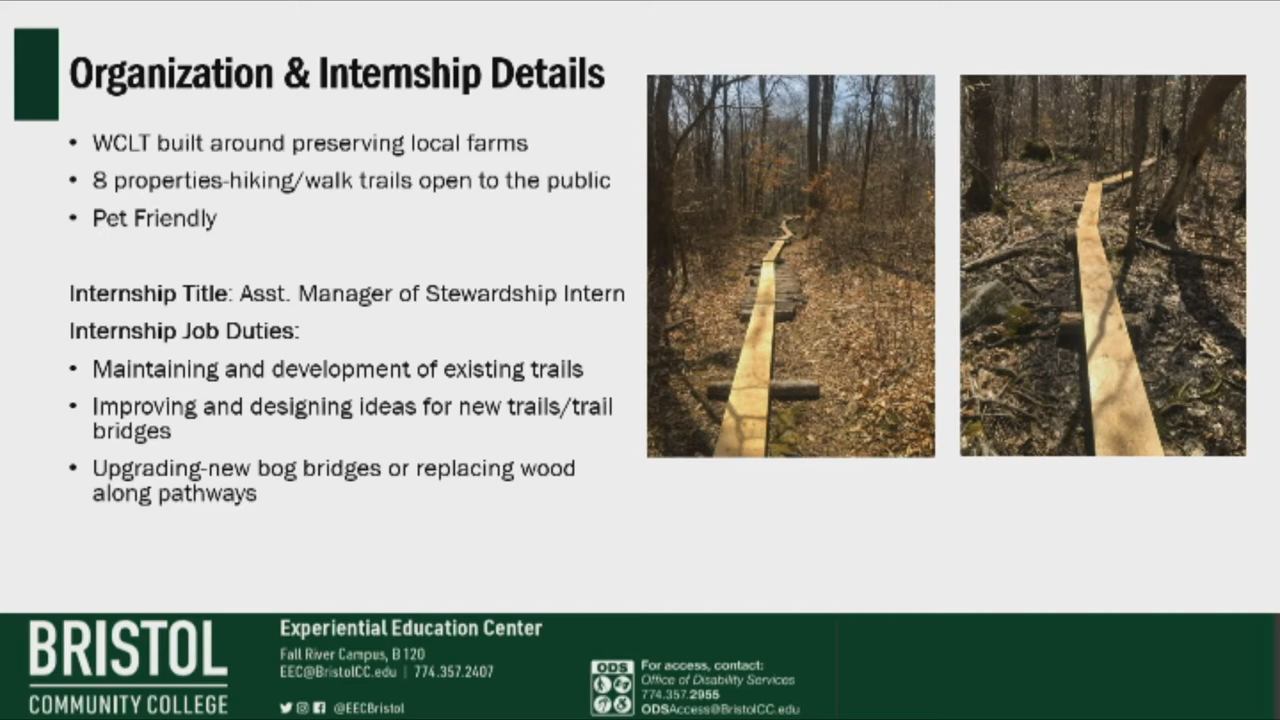 Organization & Internship Details
• WCLT built around preserving local farms
• 8 properties-hiking/walk trails open to the public
• Pet Friendly
Internship Title: Asst. Manager of Stewardship Intern
Internship Job Duties:
• Maintaining and development of existing trails
• Improving and designing ideas for new trails/trail
bridges
• Upgrading-new bog bridges or replacing wood
along pathways
BRISTOL
COMMUNITY COLLEGE
Experiential Education Center
Fall River Campus, B 120
EEC@BristolCC.edu | 774.357.2407
@EECBristol
ODS
For access, contact:
Office of Disability Services
774.357.2955
ODSAccess@BristolCC.edu